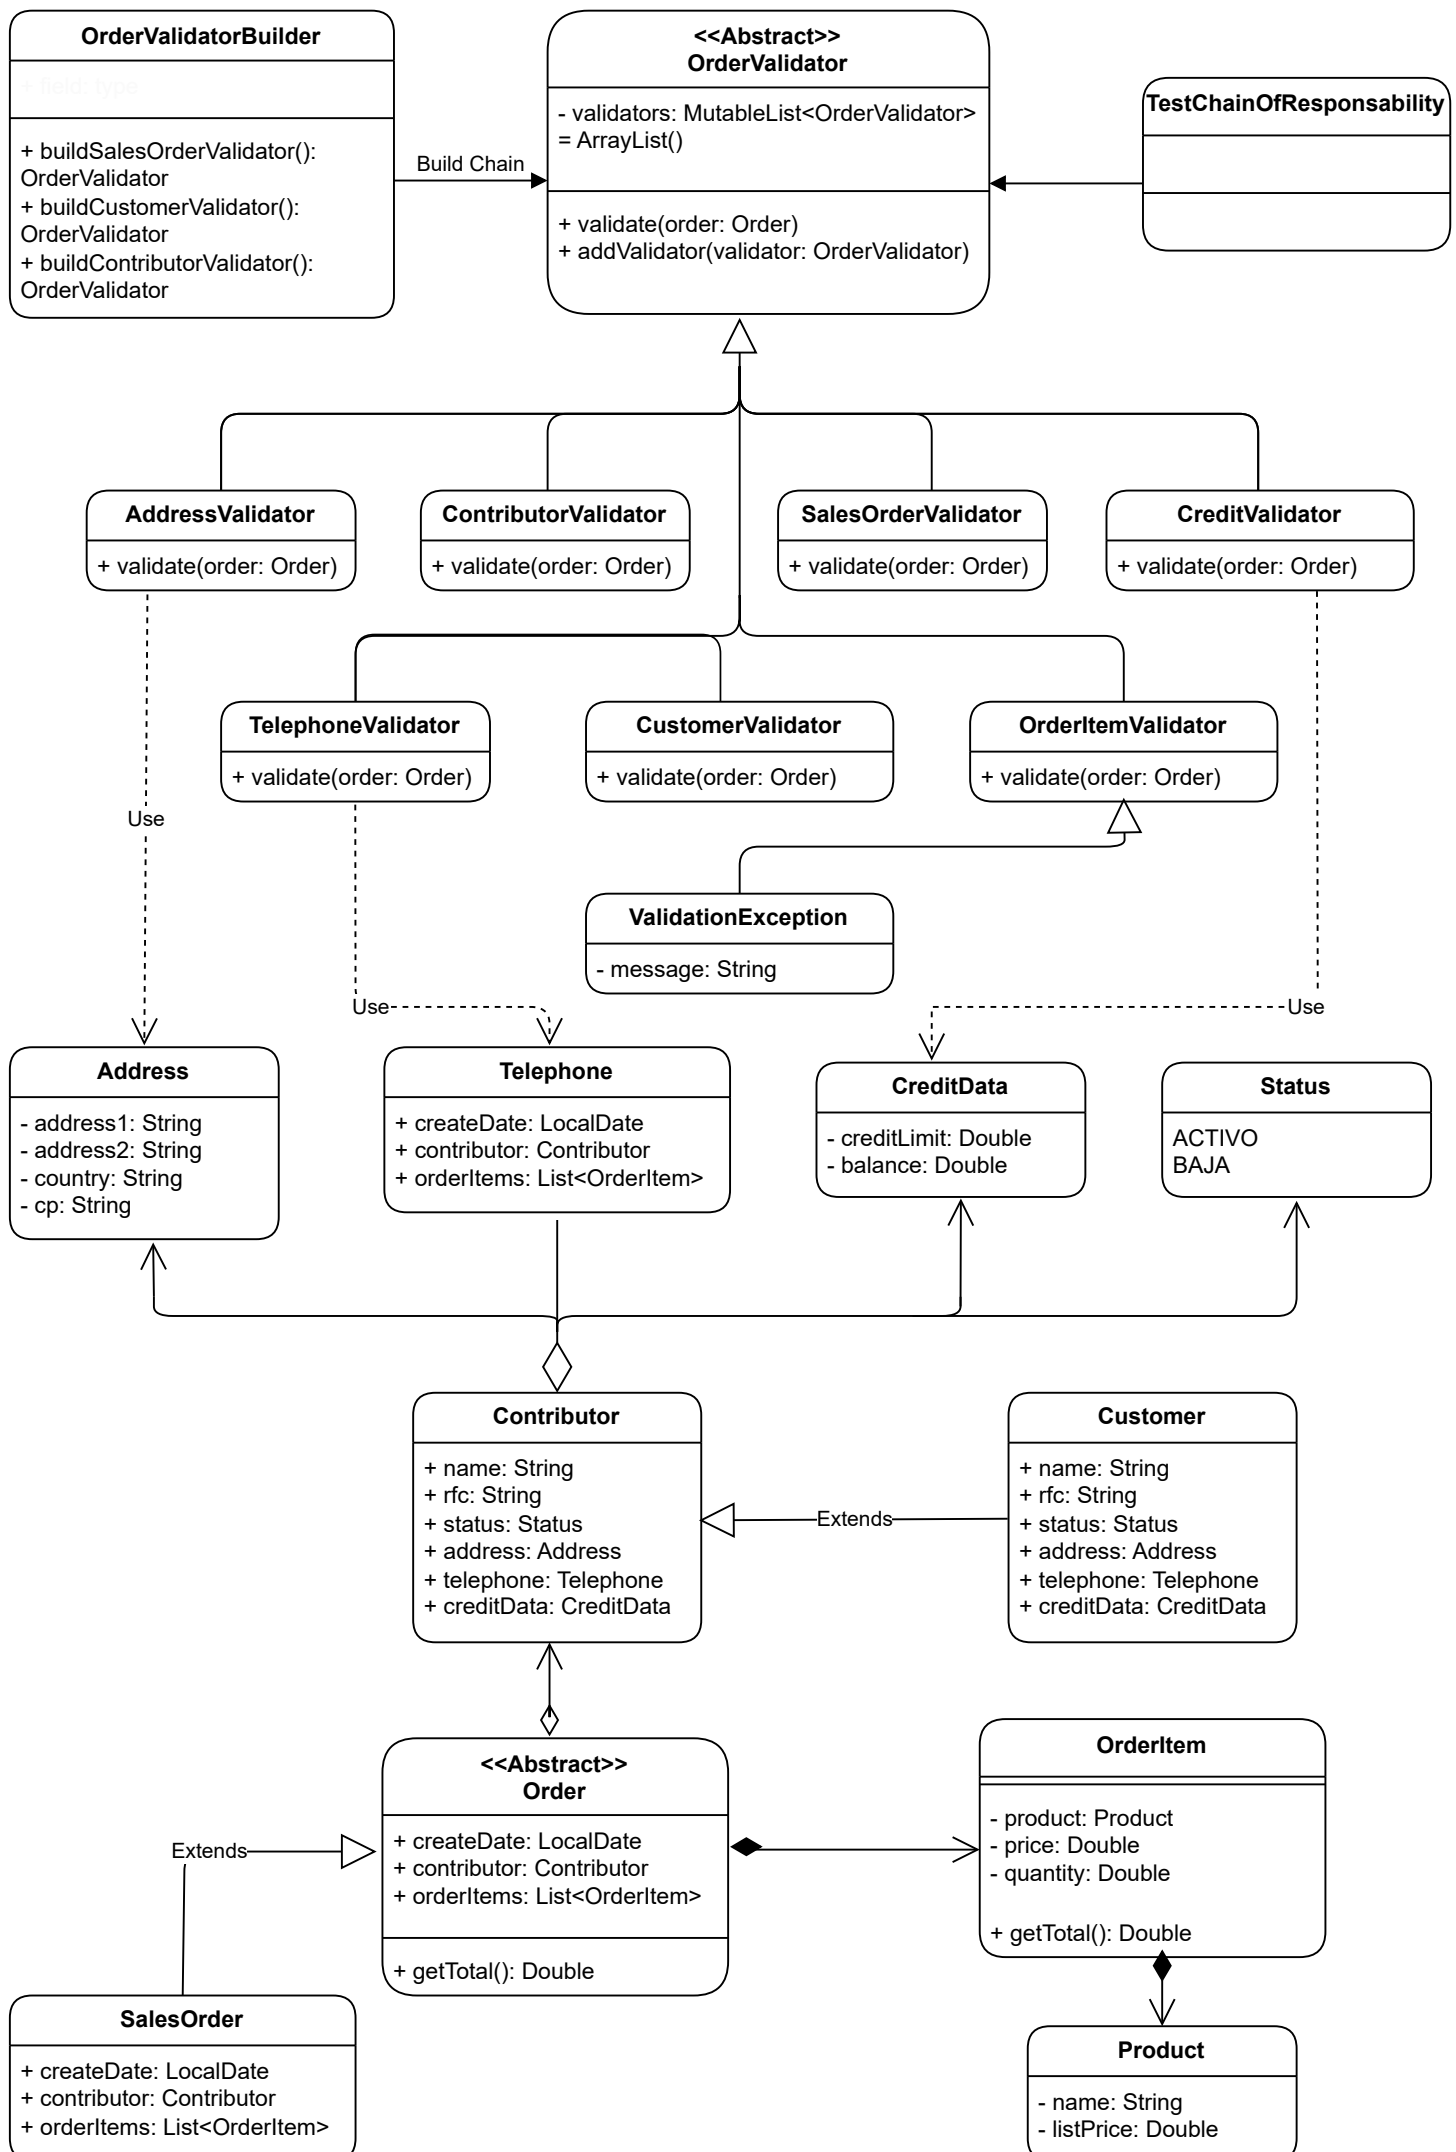 OrderValidatorBuilder
+ field: type
+ buildSalesOrderValidator():
OrderValidator
+ buildCustomerValidator():
OrderValidator
+ buildContributorValidator():
OrderValidator
Build Chain
<<Abstract>>
OrderValidator
- validators: MutableList<OrderValidator>
= ArrayList()
+ validate(order: Order)
+ addValidator(validator: OrderValidator)
TestChainOfResponsability
AddressValidator
+ validate(order: Order)
ContributorValidator
+ validate(order: Order)
SalesOrderValidator
+ validate(order: Order)
CreditValidator
+ validate(order: Order)
TelephoneValidator
+ validate(order: Order)
CustomerValidator
+ validate(order: Order)
OrderItemValidator
+ validate(order: Order)
Use
ValidationException
- message: String
Use
Use
Address
- address1: String
- address2: String
- country: String
- cp: String
Telephone
+ createDate: LocalDate
+ contributor: Contributor
+ orderItems: List<OrderItem>
CreditData
- creditLimit: Double
- balance: Double
Status
ACTIVO
BAJA
Contributor
+ name: String
+ rfc: String
+ status: Status
+ address: Address
+ telephone: Telephone
+ creditData: CreditData
Extends
Customer
+ name: String
+ rfc: String
+ status: Status
+ address: Address
+ telephone: Telephone
+ creditData: CreditData
Extends
<<Abstract>>
Order
+ createDate: LocalDate
+ contributor: Contributor
+ orderItems: List<OrderItem>
+ getTotal(): Double
OrderItem
- product: Product
- price: Double
- quantity: Double
+ getTotal(): Double
SalesOrder
+ createDate: LocalDate
+ contributor: Contributor
+ orderItems: List<OrderItem>
Product
- name: String
- listPrice: Double